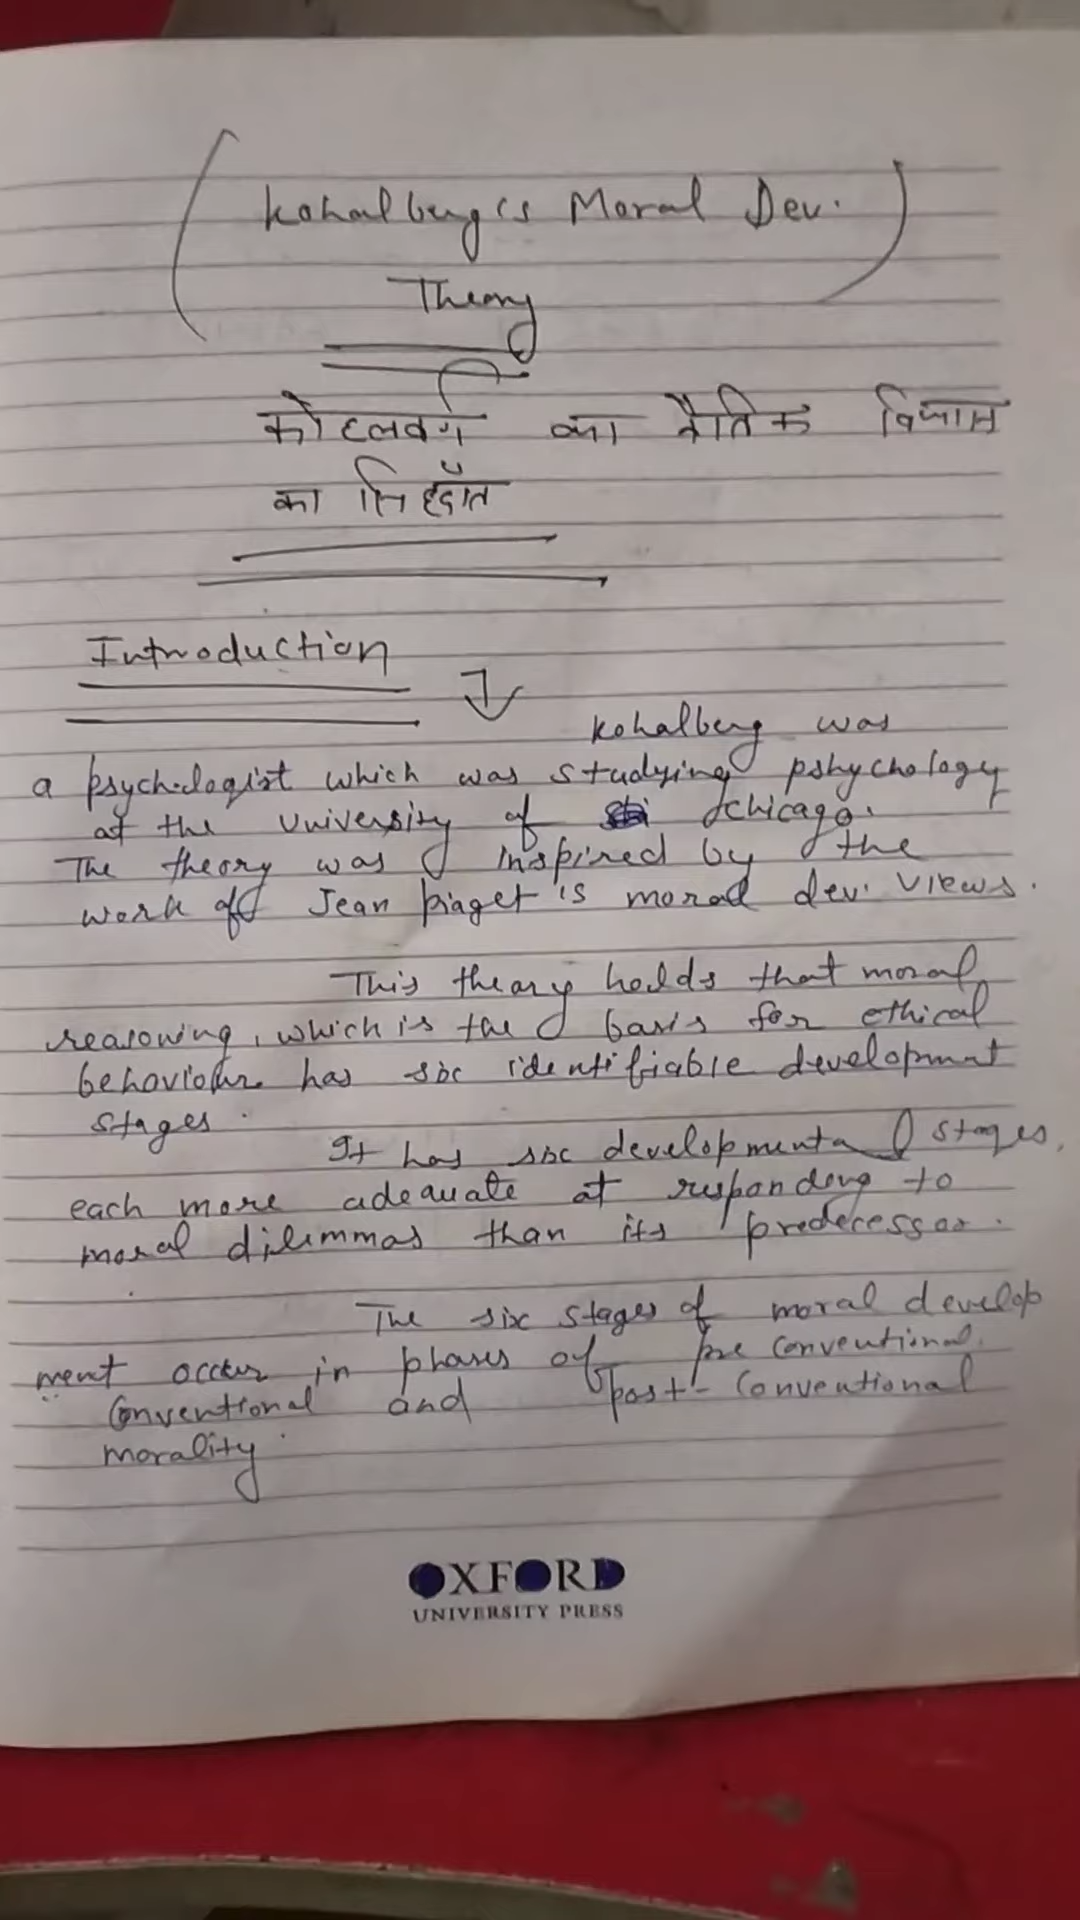 Kohalberg's Moral Dev.
Theory
कोहलबर्ग का नैतिक विकास
का सिद्दाँत
Introduction
Kohalberg was
a psychologist which was studying pshychology
at the University of Chicago.
The theory was inspired by the
work of Jean piaget's moral dev. views.
This theory holds that moral
reasoning, which is the basis for ethical
behaviour has six identifiable developmnt
stages.
It has six developmental stages,
each more adequate at responding to
moral dilemmas than its predecessor.
The six stages of moral develop
ment occur in phases of pre conventional.
Conventional and post-Conventional
morality.
OXFORD
UNIVERSITY PRESS